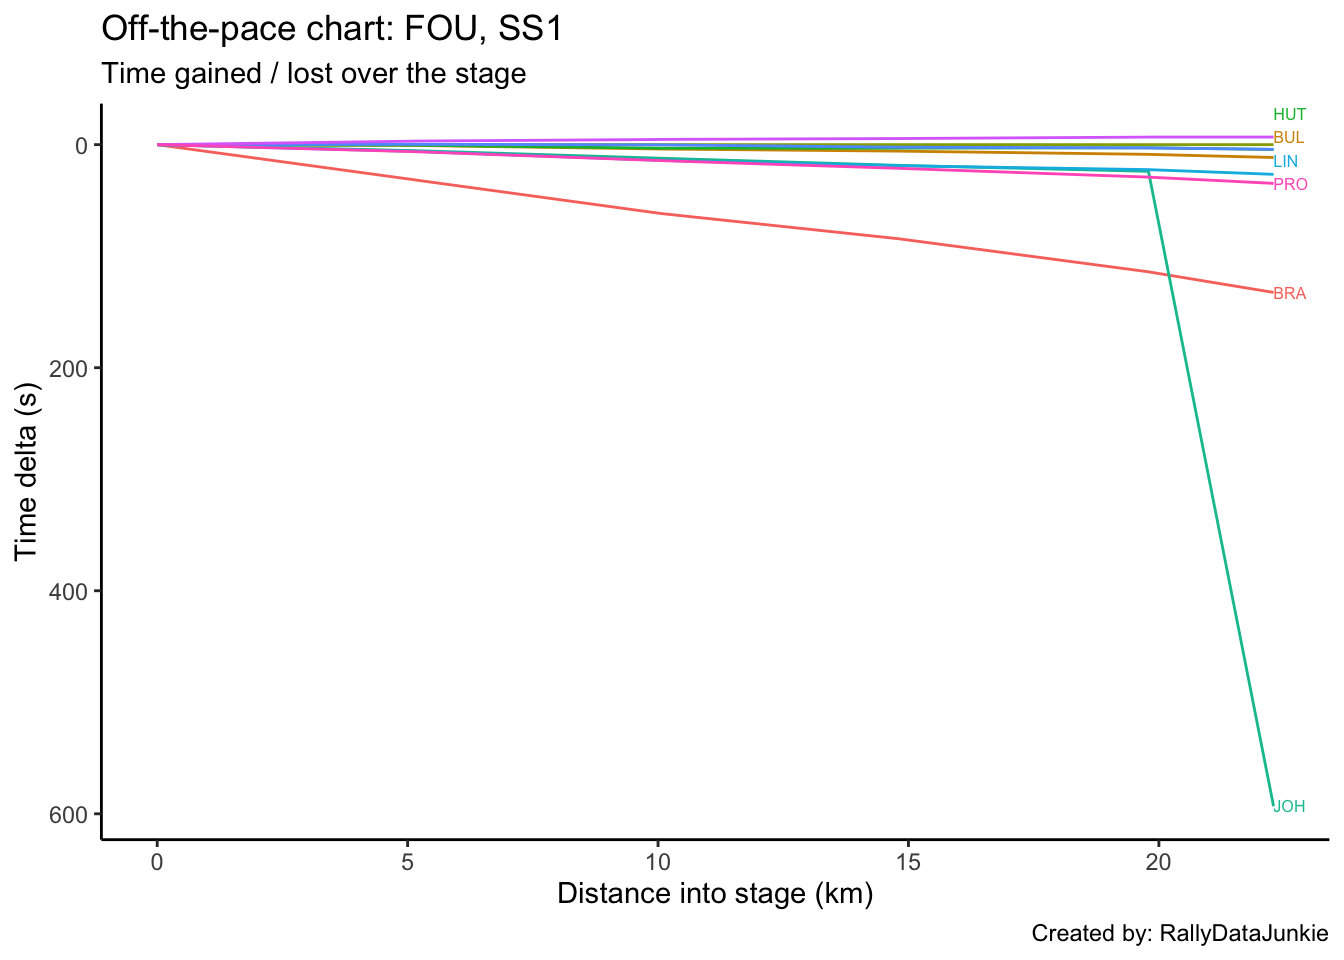 Off-the-pace chart: FOU, SS1
Time gained / lost over the stage
HUT
0
BUL
LIN
PRO
BRA
200
Time delta (s)
400
600
JOH
0 5 10 15 20
Distance into stage (km)
Created by: RallyDataJunkie